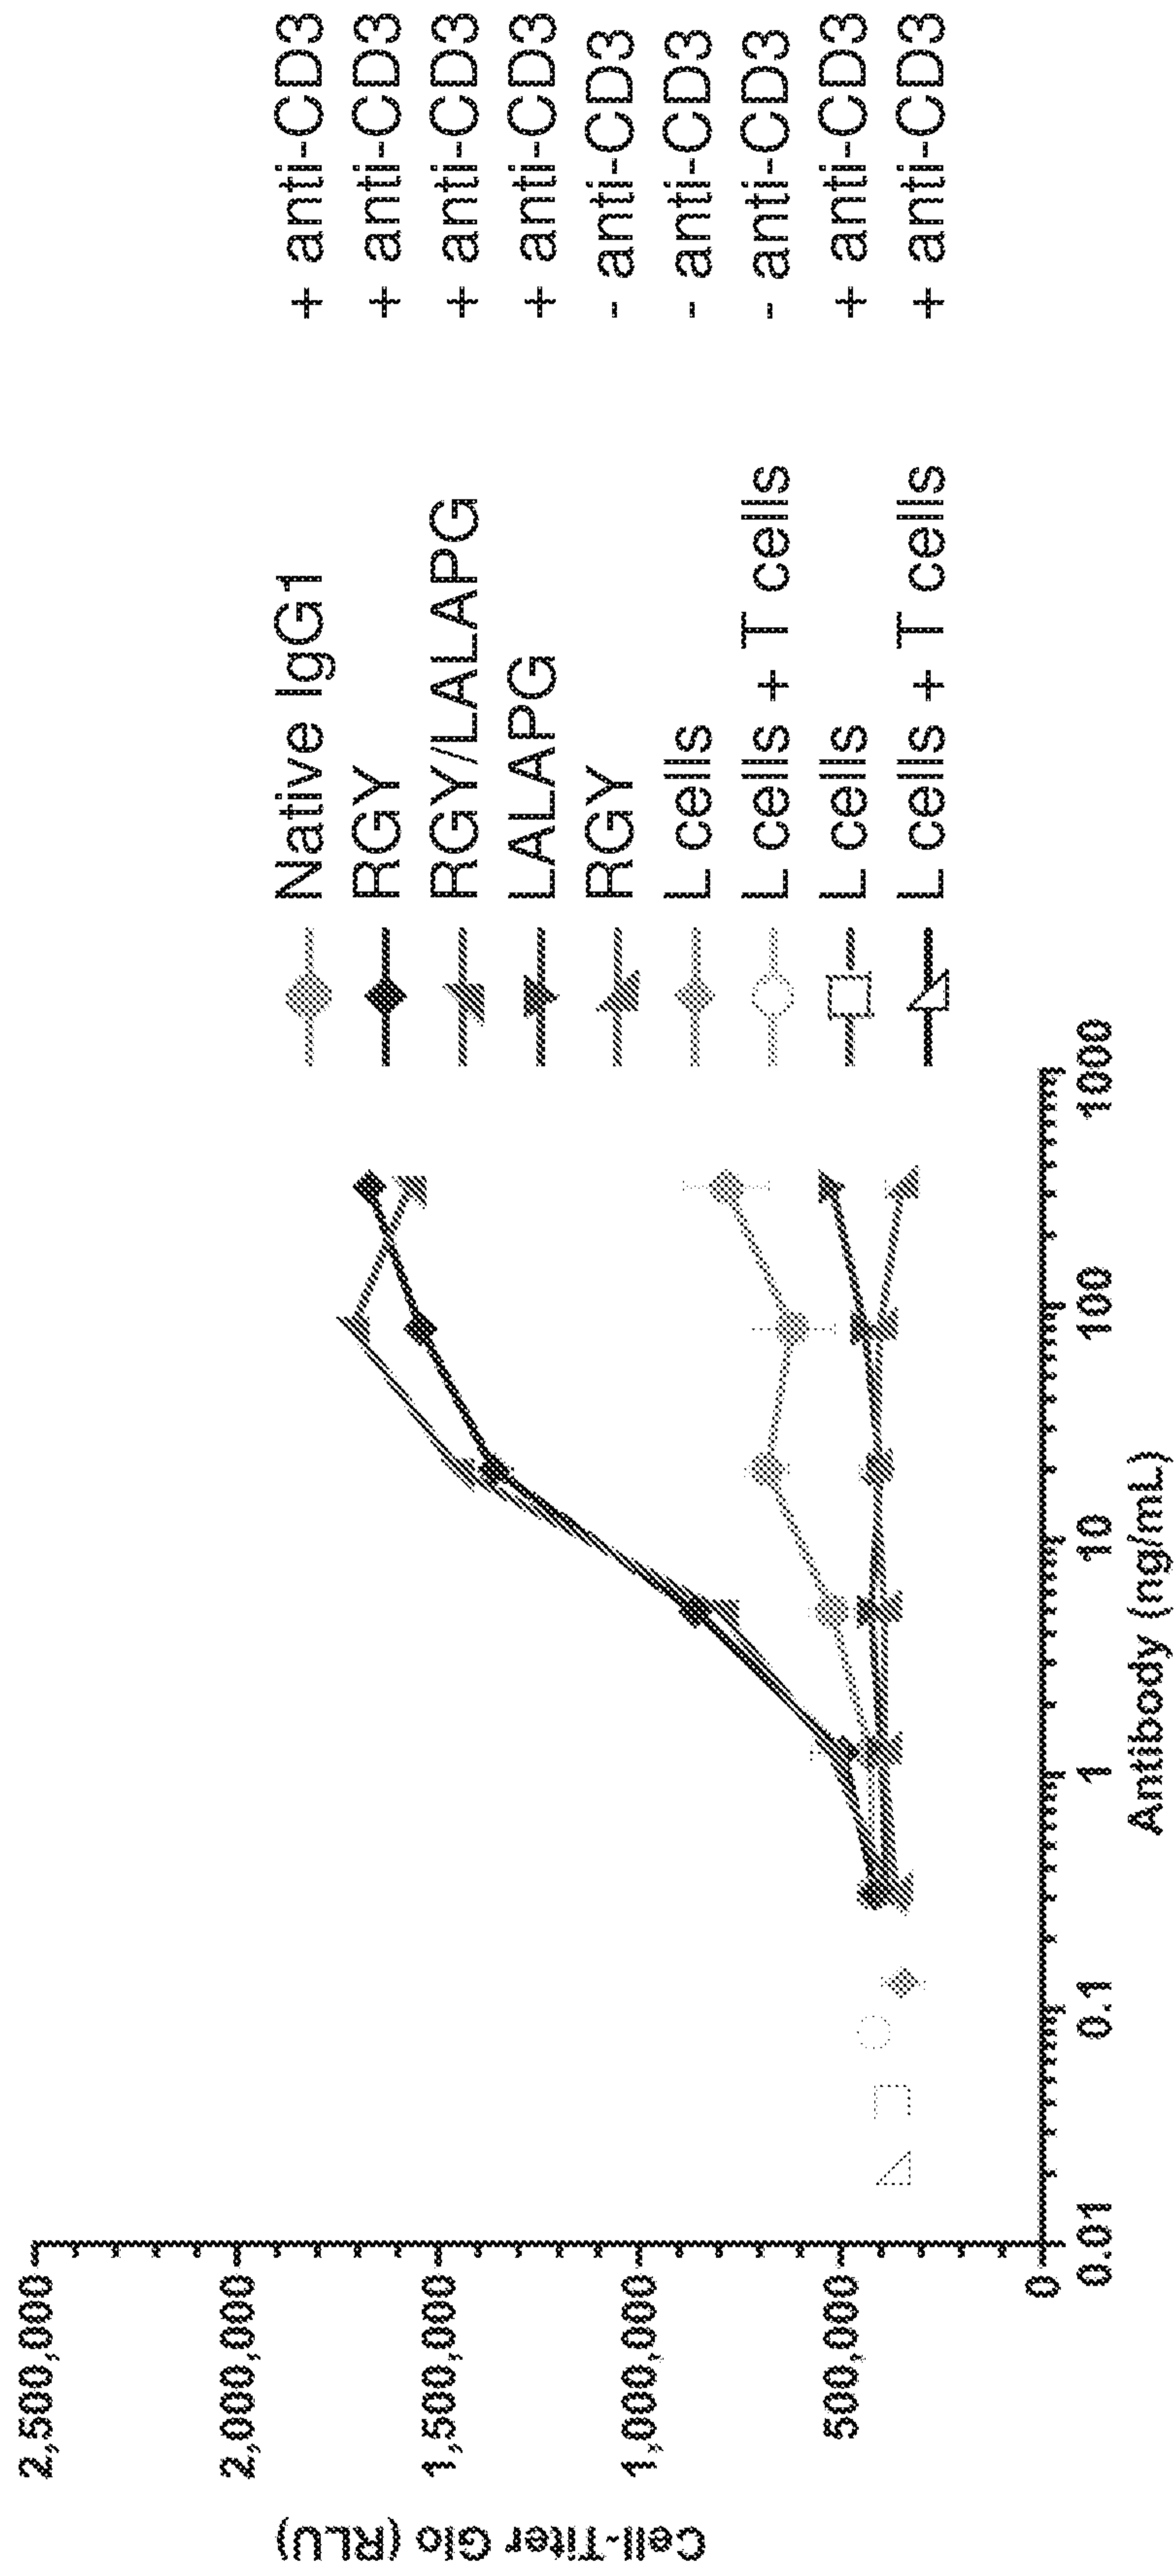 Cell-Titer Glo (RLU)
2,500,000
2,000,000
1,500,000
1,000,000
500,000
0
0.01
0.1
1
10
100
1000
Antibody (ng/mL)
Native IgG1 + anti-CD3
RGY + anti-CD3
RGY/LALAPG + anti-CD3
LALAPG + anti-CD3
RGY - anti-CD3
L cells - anti-CD3
L cells + T cells - anti-CD3
L cells + anti-CD3
L cells + T cells + anti-CD3